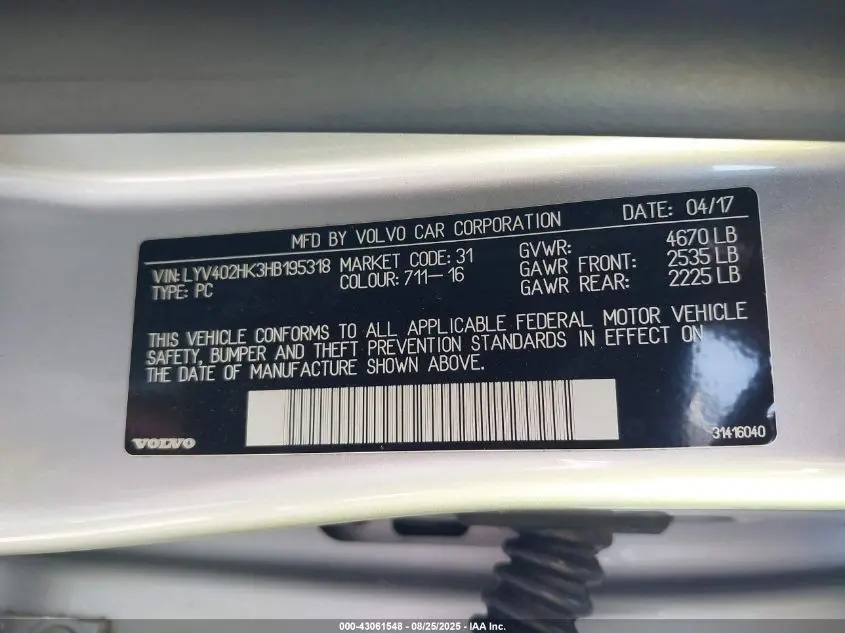 MFD BY VOLVO CAR CORPORATION DATE: 04/17
VIN: LYV402HK3HB195318 MARKET CODE: 31 GVWR: 4670 LB
TYPE: PC COLOUR: 711-16 GAWR FRONT: 2535 LB
GAWR REAR: 2225 LB
THIS VEHICLE CONFORMS TO ALL APPLICABLE FEDERAL MOTOR VEHICLE
SAFETY, BUMPER AND THEFT PREVENTION STANDARDS IN EFFECT ON
THE DATE OF MANUFACTURE SHOWN ABOVE.
VOLVO 31416040
000-43061548 - 08/25/2025 - IAA Inc.